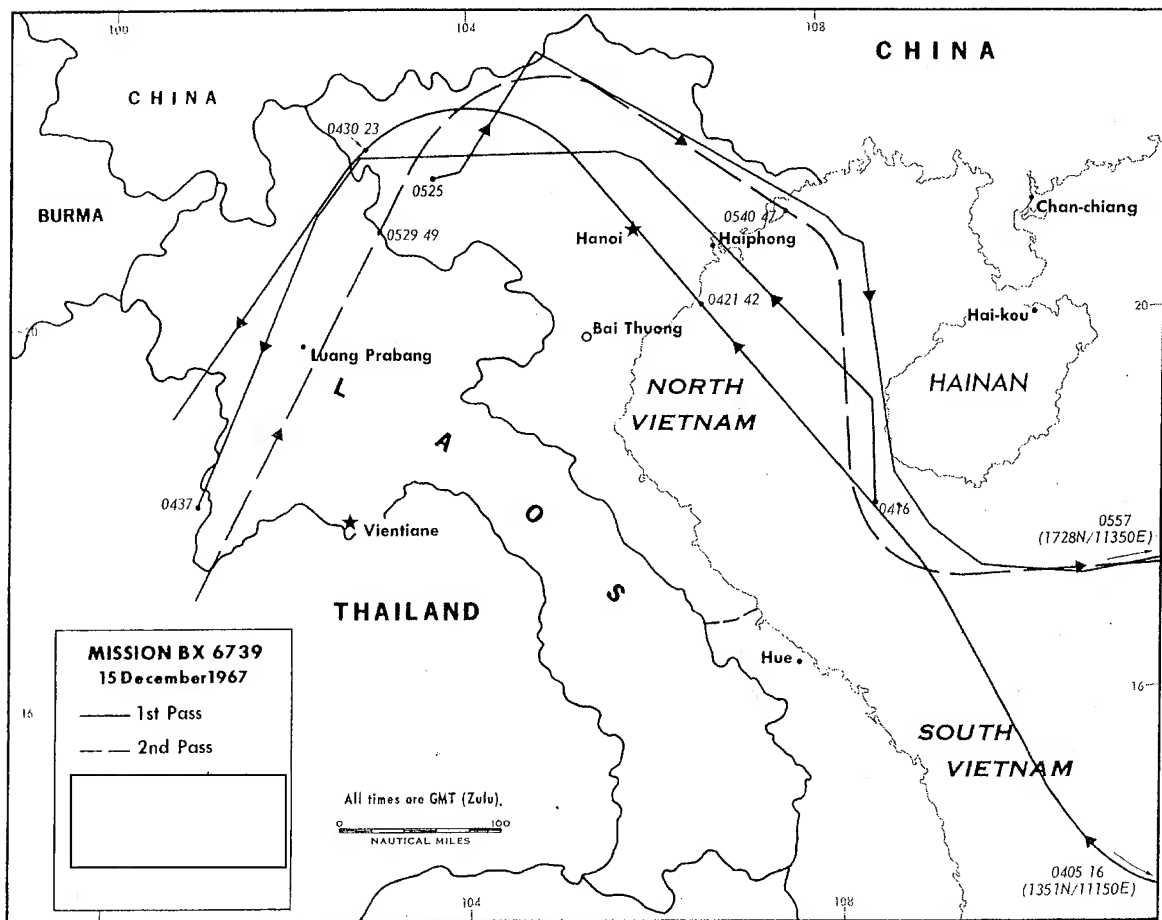 100
104
108
CHINA
CHINA
0430 23
0525
Chan-chiang
BURMA
0540 47
0529 49
Hanoi
Haiphong
0421 42
20
20
Hai-kou
Bai Thuong
Luang Prabang
L
NORTH
VIETNAM
HAINAN
A
0437
0416
Vientiane
O
0557
(1728N/11350E)
S
THAILAND
MISSION BX 6739
15 December 1967
1st Pass
2nd Pass
Hue
16
16
SOUTH
VIETNAM
All times are GMT (Zulu).
0
100
NAUTICAL MILES
0405 16
(1351N/11150E)
104
108